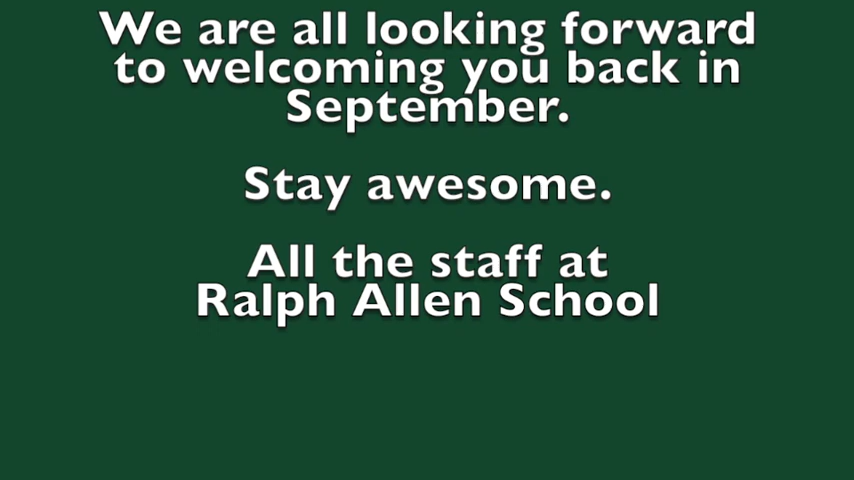 We are all looking forward
to welcoming you back in
September.
Stay awesome.
All the staff at
Ralph Allen School